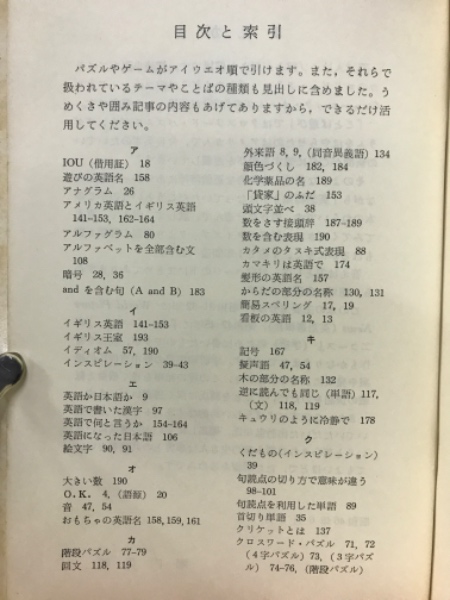 目次と索引
パズルやゲームがアイウエオ順で引けます。また，それらで
扱われているテーマやことばの種類も見出しに含めました。う
めくさや囲み記事の内容もあげてありますから，できるだけ活
用してください。
ア
IOU（借用証） 18
遊びの英語名 158
アナグラム 26
アメリカ英語とイギリス英語
141–153, 162–164
アルファグラム 80
アルファベットを全部含む文
108
暗号 28, 36
and を含む句（A and B） 183
イ
イギリス英語 141–153
イギリス王家 193
イディオム 57, 190
インスピレーション 39–43
エ
英語か日本語か 9
英語で書いた漢字 97
英語で何と言うか 154–164
英語になった日本語 106
絵文字 90, 91
オ
大きい数 190
O.K. 4,（語源） 20
音 47, 54
おもちゃの英語名 158, 159, 161
カ
階段パズル 77–79
回文 118, 119
外来語 8, 9,（同音異義語） 134
顔色づくし 182, 184
化学薬品の名 189
「貸家」のふだ 153
頭文字並べ 38
数をさす接頭辞 187–189
数を含む表現 190
カタメのタスキ式表現 88
カマキリは英語で 174
髪形の英語名 157
からだの部分の名称 130, 131
簡易スペリング 17, 19
看板の英語 12, 13
キ
記号 167
擬声語 47, 54
木の部分の名称 132
逆に読んでも同じ（単語） 117,
（文） 118, 119
キュウリのように冷静で 178
ク
くだもの（インスピレーション）
39
句読点の切り方で意味が違う
98–101
句読点を利用した単語 89
首切り単語 35
クリケットとは 137
クロスワード・パズル 71, 72
（4字パズル） 73,（3字パズ
ル） 74–76,（階段パズル）